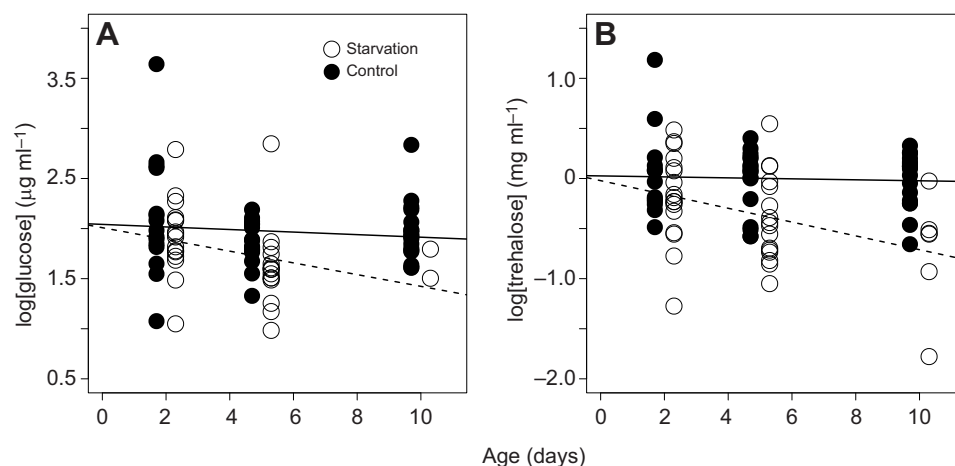 A
Starvation
Control
log[glucose] (μg ml⁻¹)
3.5
2.5
1.5
0.5
0 2 4 6 8 10
B
log[trehalose] (mg ml⁻¹)
1.0
0
–1.0
–2.0
0 2 4 6 8 10
Age (days)